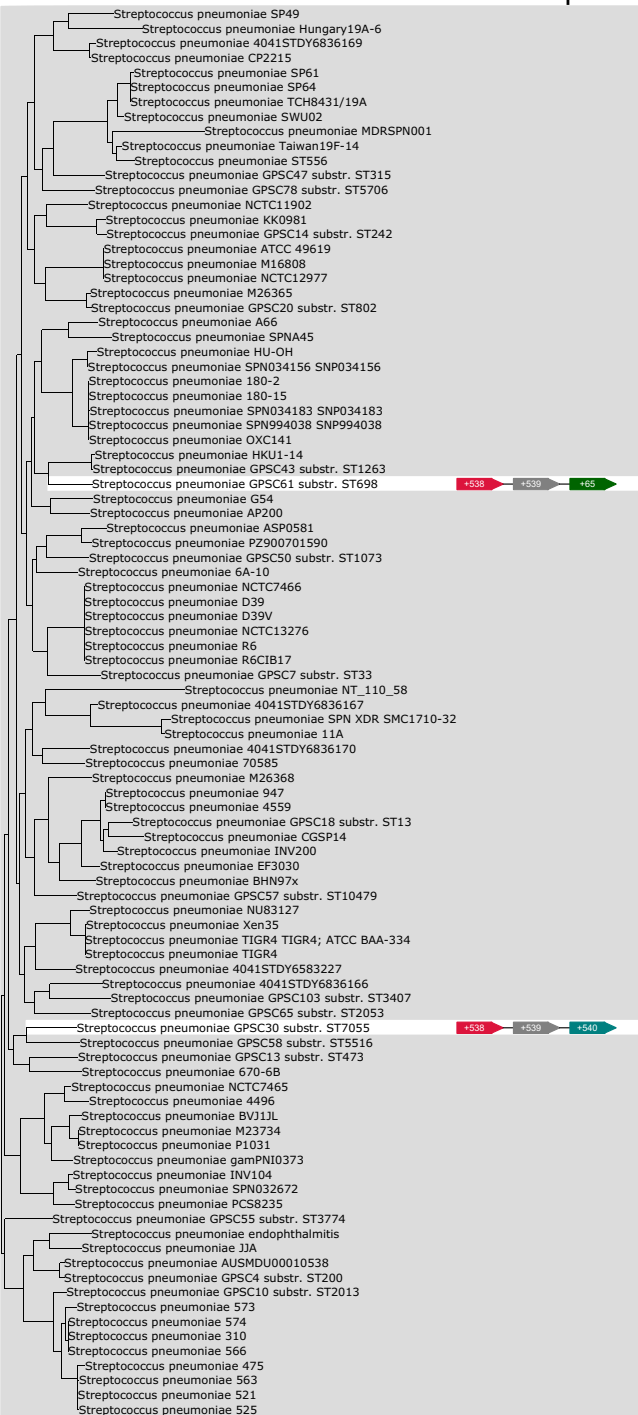 Streptococcus pneumoniae SP49
Streptococcus pneumoniae Hungary19A-6
Streptococcus pneumoniae 4041STDY6836169
Streptococcus pneumoniae CP2215
Streptococcus pneumoniae SP61
Streptococcus pneumoniae SP64
Streptococcus pneumoniae TCH8431/19A
Streptococcus pneumoniae SWU02
Streptococcus pneumoniae MDRSPN001
Streptococcus pneumoniae Taiwan19F-14
Streptococcus pneumoniae ST556
Streptococcus pneumoniae GPSC47 substr. ST315
Streptococcus pneumoniae GPSC78 substr. ST5706
Streptococcus pneumoniae NCTC11902
Streptococcus pneumoniae KK0981
Streptococcus pneumoniae GPSC14 substr. ST242
Streptococcus pneumoniae ATCC 49619
Streptococcus pneumoniae M16808
Streptococcus pneumoniae NCTC12977
Streptococcus pneumoniae M26365
Streptococcus pneumoniae GPSC20 substr. ST802
Streptococcus pneumoniae A66
Streptococcus pneumoniae SPNA45
Streptococcus pneumoniae HU-OH
Streptococcus pneumoniae SPN034156 SNP034156
Streptococcus pneumoniae 180-2
Streptococcus pneumoniae 180-15
Streptococcus pneumoniae SPN034183 SNP034183
Streptococcus pneumoniae SPN994038 SNP994038
Streptococcus pneumoniae OXC141
Streptococcus pneumoniae HKU1-14
Streptococcus pneumoniae GPSC43 substr. ST1263
Streptococcus pneumoniae GPSC61 substr. ST698 +538 +539 +65
Streptococcus pneumoniae G54
Streptococcus pneumoniae AP200
Streptococcus pneumoniae ASP0581
Streptococcus pneumoniae PZ900701590
Streptococcus pneumoniae GPSC50 substr. ST1073
Streptococcus pneumoniae 6A-10
Streptococcus pneumoniae NCTC7466
Streptococcus pneumoniae D39
Streptococcus pneumoniae D39V
Streptococcus pneumoniae NCTC13276
Streptococcus pneumoniae R6
Streptococcus pneumoniae R6CIB17
Streptococcus pneumoniae GPSC7 substr. ST33
Streptococcus pneumoniae NT_110_58
Streptococcus pneumoniae 4041STDY6836167
Streptococcus pneumoniae SPN XDR SMC1710-32
Streptococcus pneumoniae 11A
Streptococcus pneumoniae 4041STDY6836170
Streptococcus pneumoniae 70585
Streptococcus pneumoniae M26368
Streptococcus pneumoniae 947
Streptococcus pneumoniae 4559
Streptococcus pneumoniae GPSC18 substr. ST13
Streptococcus pneumoniae CGSP14
Streptococcus pneumoniae INV200
Streptococcus pneumoniae EF3030
Streptococcus pneumoniae BHN97x
Streptococcus pneumoniae GPSC57 substr. ST10479
Streptococcus pneumoniae NU83127
Streptococcus pneumoniae Xen35
Streptococcus pneumoniae TIGR4 TIGR4; ATCC BAA-334
Streptococcus pneumoniae TIGR4
Streptococcus pneumoniae 4041STDY6583227
Streptococcus pneumoniae 4041STDY6836166
Streptococcus pneumoniae GPSC103 substr. ST3407
Streptococcus pneumoniae GPSC65 substr. ST2053
Streptococcus pneumoniae GPSC30 substr. ST7055 +538 +539 +540
Streptococcus pneumoniae GPSC58 substr. ST5516
Streptococcus pneumoniae GPSC13 substr. ST473
Streptococcus pneumoniae 670-6B
Streptococcus pneumoniae NCTC7465
Streptococcus pneumoniae 4496
Streptococcus pneumoniae BVJ1JL
Streptococcus pneumoniae M23734
Streptococcus pneumoniae P1031
Streptococcus pneumoniae gamPNI0373
Streptococcus pneumoniae INV104
Streptococcus pneumoniae SPN032672
Streptococcus pneumoniae PCS8235
Streptococcus pneumoniae GPSC55 substr. ST3774
Streptococcus pneumoniae endophthalmitis
Streptococcus pneumoniae JJA
Streptococcus pneumoniae AUSMDU00010538
Streptococcus pneumoniae GPSC4 substr. ST200
Streptococcus pneumoniae GPSC10 substr. ST2013
Streptococcus pneumoniae 573
Streptococcus pneumoniae 574
Streptococcus pneumoniae 310
Streptococcus pneumoniae 566
Streptococcus pneumoniae 475
Streptococcus pneumoniae 563
Streptococcus pneumoniae 521
Streptococcus pneumoniae 525